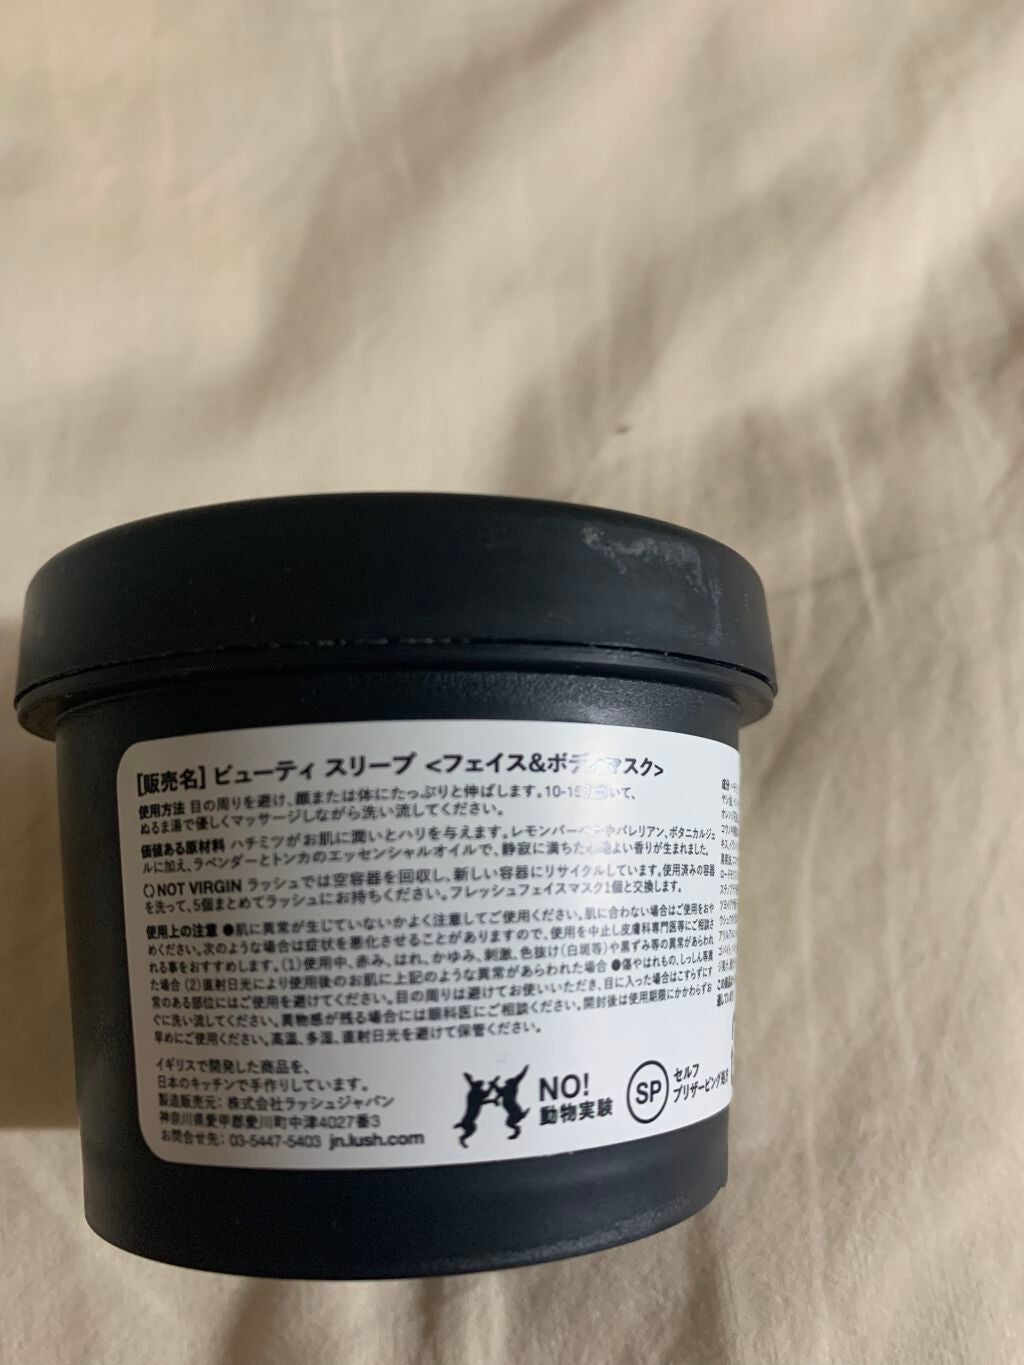 [販売名] ビューティ スリープ <フェイス&ボディマスク>
使用方法 目の周りを避け、顔または体にたっぷりと伸ばします。10-15 置いて、
ぬるま湯で優しくマッサージしながら洗い流してください。
価値ある原材料 ハチミツがお肌に潤いとハリを与えます。レモンバーベナやバレリアン、ボタニカルジェ
ルに加え、ラベンダーとトンカのエッセンシャルオイルで、静寂に満ちた心地よい香りが生まれました。
NOT VIRGIN ラッシュでは空容器を回収し、新しい容器にリサイクルしています。使用済みの容器
を洗って、5個まとめてラッシュにお持ちください。フレッシュフェイスマスク1個と交換します。
使用上の注意 ●肌に異常が生じていないかよく注意してご使用ください。肌に合わない場合はご使用をおや
めください。次のような場合は症状を悪化させることがありますので、使用を中止し皮膚科専門医等にご相談さ
れる事をおすすめします。(1)使用中、赤み、はれ、かゆみ、刺激、色抜け(白斑等)や黒ずみ等の異常があらわれ
た場合 (2)直射日光により使用後のお肌に上記のような異常があらわれた場合 ●傷やはれもの、しっしん等異
常のある部位にはご使用を避けてください。目の周りは避けてお使いいただき、目に入った場合はこすらずにす
ぐに洗い流してください。異物感が残る場合には眼科医にご相談ください。開封後は使用期限にかかわらずお
早めにご使用ください。高温、多湿、直射日光を避けて保管ください。
イギリスで開発した商品を、
日本のキッチンで手作りしています。
製造販売元: 株式会社ラッシュジャパン
神奈川県愛甲郡愛川町中津4027番3
お問合せ先: 03-5447-5403 jn.lush.com
NO!
動物実験
SP
セルフ
プリザービング処方
成分